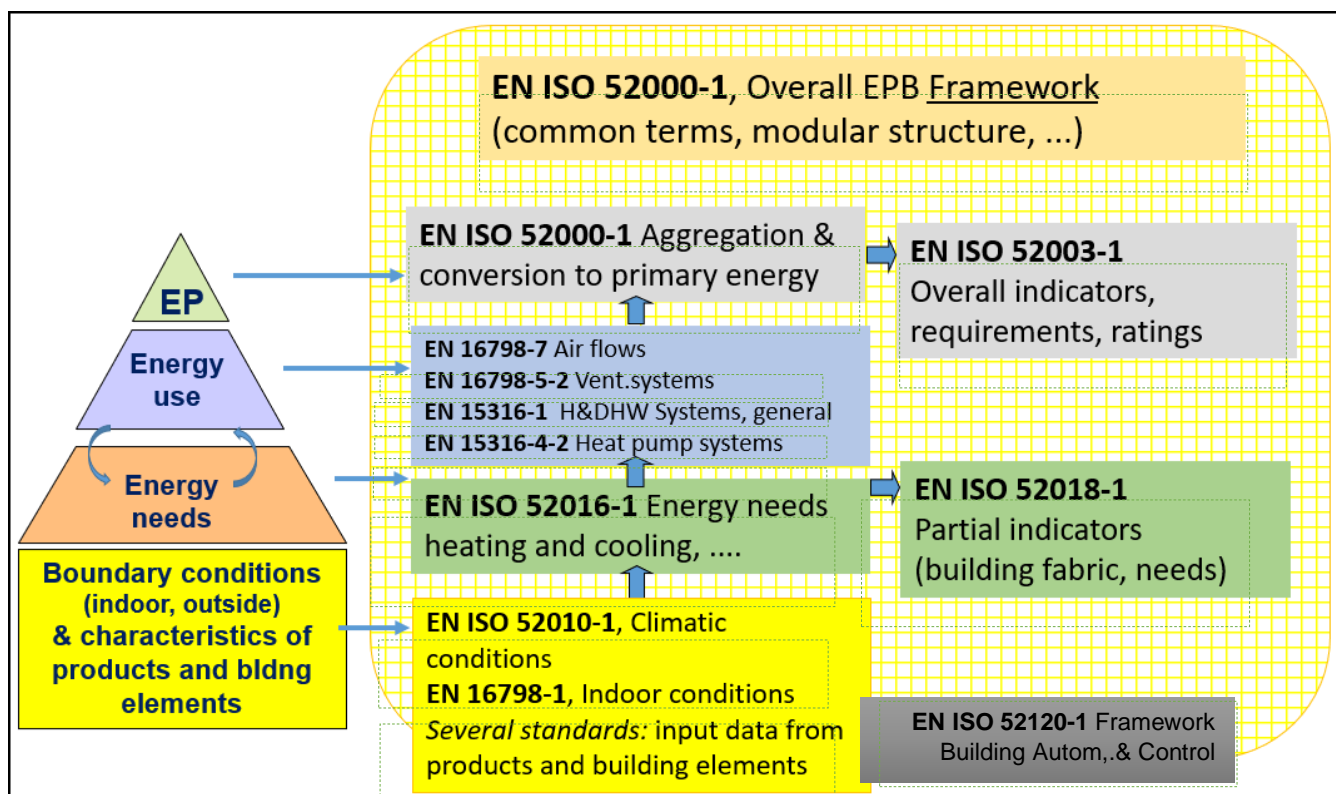 EN ISO 52000-1, Overall EPB Framework
(common terms, modular structure, ...)
EP
Energy
use
Energy
needs
Boundary conditions
(indoor, outside)
& characteristics of
products and bldng
elements
EN ISO 52000-1 Aggregation &
conversion to primary energy
EN ISO 52003-1
Overall indicators,
requirements, ratings
EN 16798-7 Air flows
EN 16798-5-2 Vent.systems
EN 15316-1 H&DHW Systems, general
EN 15316-4-2 Heat pump systems
EN ISO 52016-1 Energy needs
heating and cooling, ....
EN ISO 52018-1
Partial indicators
(building fabric, needs)
EN ISO 52010-1, Climatic
conditions
EN 16798-1, Indoor conditions
Several standards: input data from
products and building elements
EN ISO 52120-1 Framework
Building Autom,.& Control